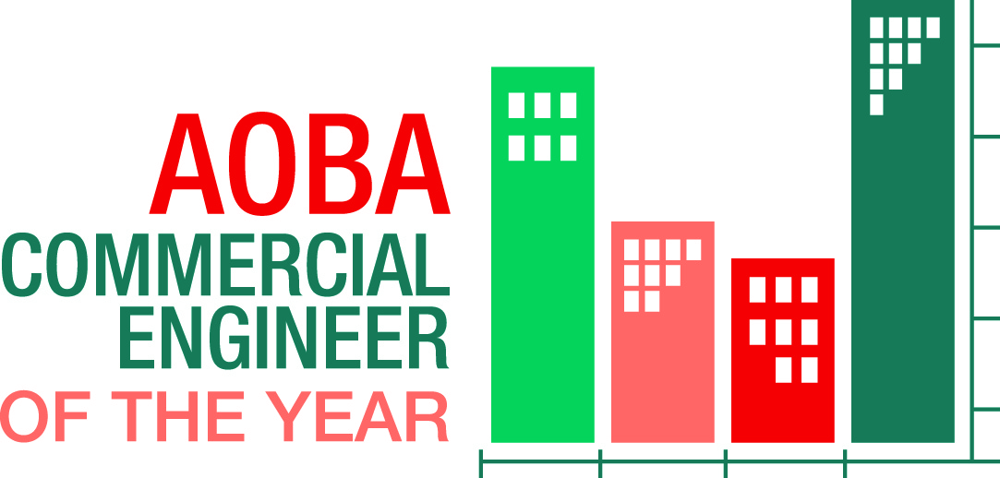 AOBA
COMMERCIAL
ENGINEER
OF THE YEAR